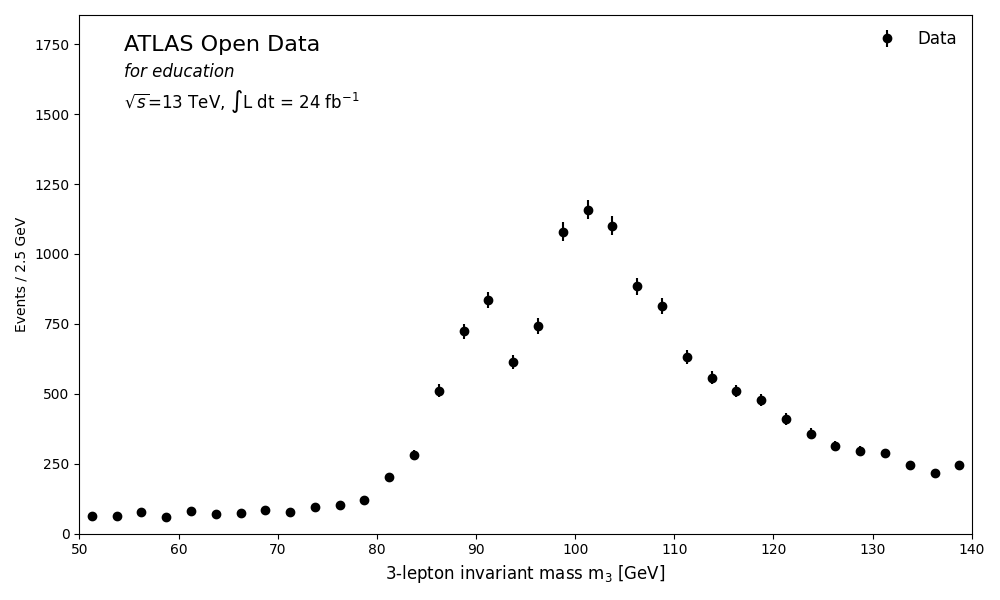 ATLAS Open Data
for education
√s=13 TeV, ∫L dt = 24 fb⁻¹
Data
Events / 2.5 GeV
1750
1500
1250
1000
750
500
250
0
50 60 70 80 90 100 110 120 130 140
3-lepton invariant mass m₃ [GeV]